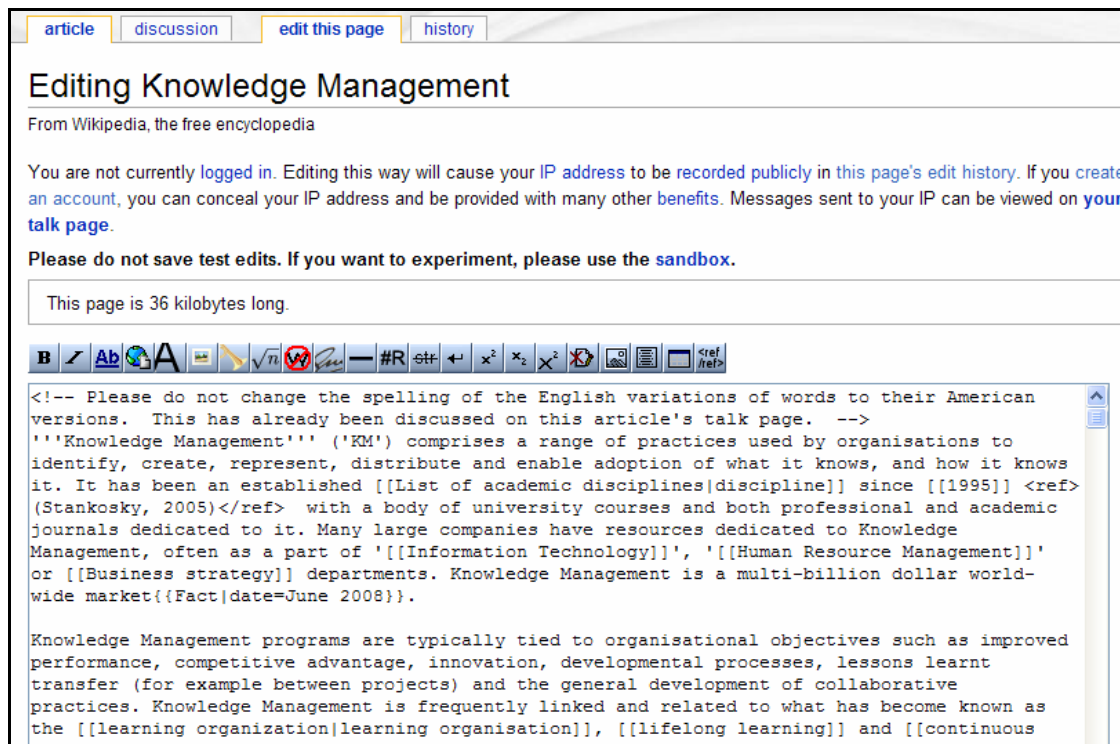 article discussion edit this page history
Editing Knowledge Management
From Wikipedia, the free encyclopedia
You are not currently logged in. Editing this way will cause your IP address to be recorded publicly in this page's edit history. If you create
an account, you can conceal your IP address and be provided with many other benefits. Messages sent to your IP can be viewed on your
talk page.
Please do not save test edits. If you want to experiment, please use the sandbox.
This page is 36 kilobytes long.
B I Ab A √n W — #R str ↵ x² x₂ X² <ref /ref>
<!-- Please do not change the spelling of the English variations of words to their American
versions.  This has already been discussed on this article's talk page.  -->
'''Knowledge Management''' ('KM') comprises a range of practices used by organisations to
identify, create, represent, distribute and enable adoption of what it knows, and how it knows
it. It has been an established [[List of academic disciplines|discipline]] since [[1995]] <ref>
(Stankosky, 2005)</ref>  with a body of university courses and both professional and academic
journals dedicated to it. Many large companies have resources dedicated to Knowledge
Management, often as a part of '[[Information Technology]]', '[[Human Resource Management]]'
or [[Business strategy]] departments. Knowledge Management is a multi-billion dollar world-
wide market{{Fact|date=June 2008}}.
Knowledge Management programs are typically tied to organisational objectives such as improved
performance, competitive advantage, innovation, developmental processes, lessons learnt
transfer (for example between projects) and the general development of collaborative
practices. Knowledge Management is frequently linked and related to what has become known as
the [[learning organization|learning organisation]], [[lifelong learning]] and [[continuous